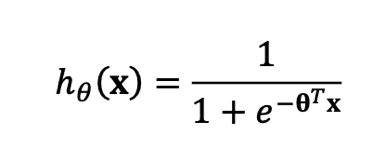 h_θ(𝐱) = 1 / (1 + e^{−𝛉^T 𝐱})